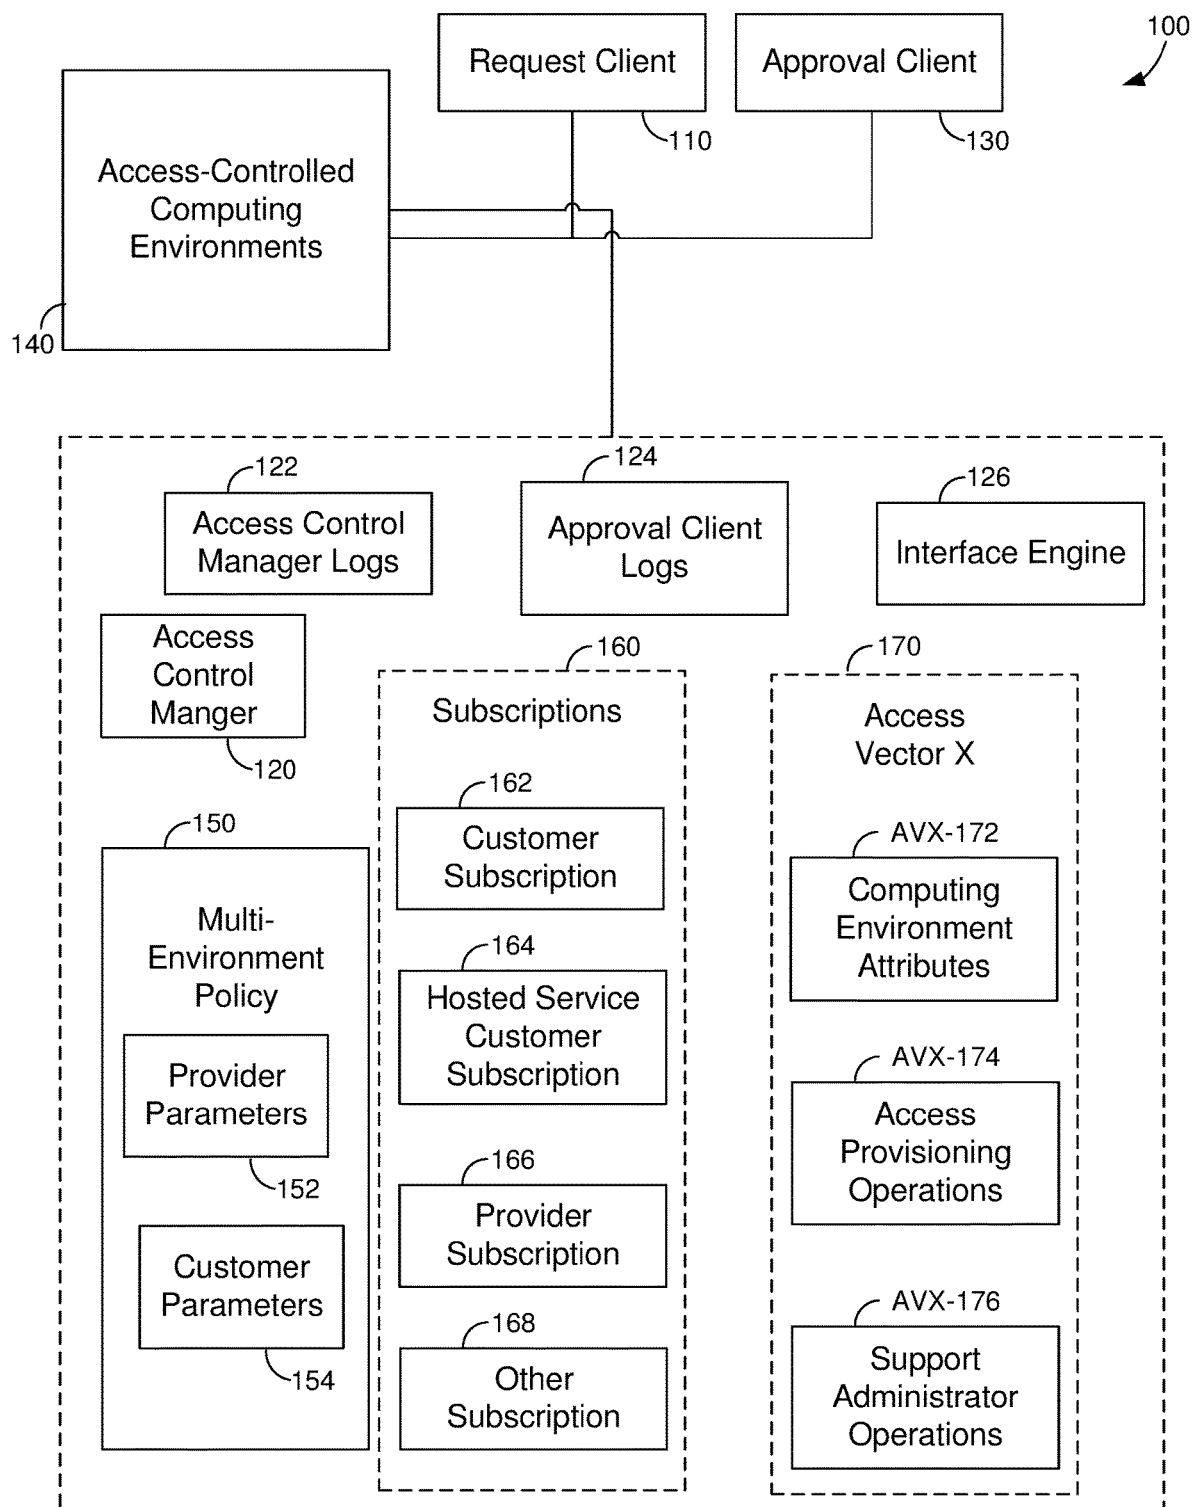 100
Request Client
110
Approval Client
130
Access-Controlled
Computing
Environments
140
122
Access Control
Manager Logs
124
Approval Client
Logs
126
Interface Engine
Access
Control
Manger
120
150
Multi-
Environment
Policy
Provider
Parameters
152
Customer
Parameters
154
160
Subscriptions
162
Customer
Subscription
164
Hosted Service
Customer
Subscription
166
Provider
Subscription
168
Other
Subscription
170
Access
Vector X
AVX-172
Computing
Environment
Attributes
AVX-174
Access
Provisioning
Operations
AVX-176
Support
Administrator
Operations